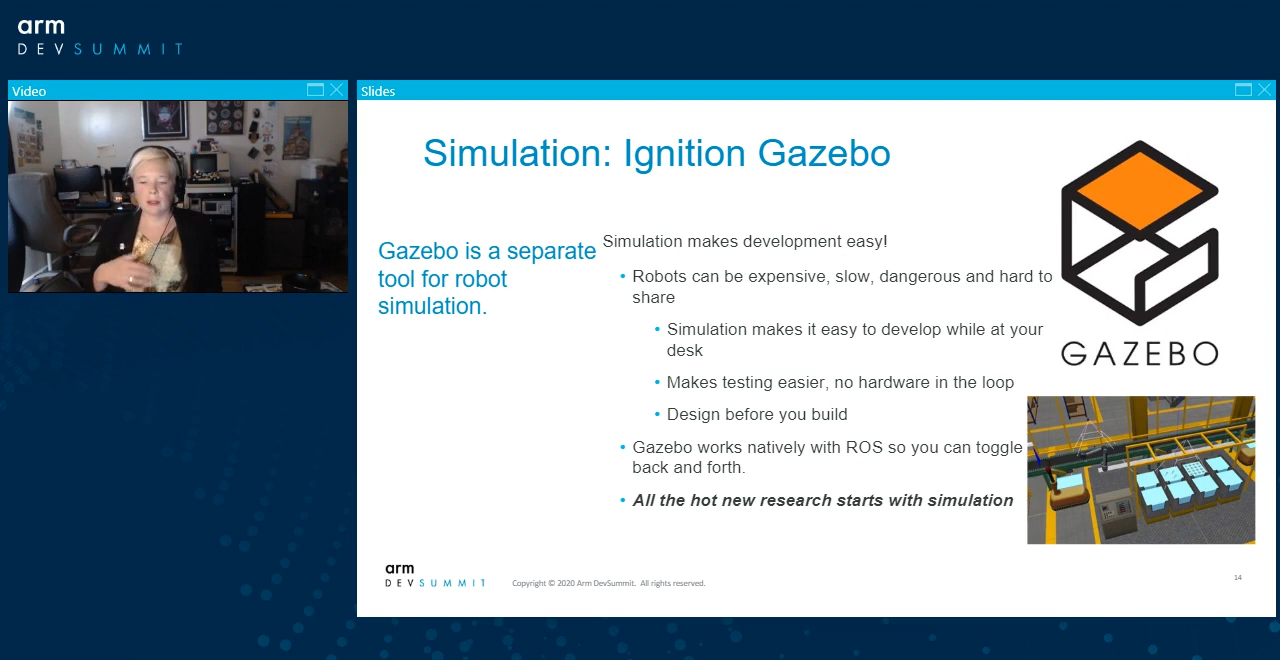 arm
DEVSUMMIT
Video
Slides
Simulation: Ignition Gazebo
Gazebo is a separate
tool for robot
simulation.
Simulation makes development easy!
• Robots can be expensive, slow, dangerous and hard to
share
• Simulation makes it easy to develop while at your
desk
• Makes testing easier, no hardware in the loop
• Design before you build
• Gazebo works natively with ROS so you can toggle
back and forth.
• All the hot new research starts with simulation
GAZEBO
arm
DEVSUMMIT
Copyright © 2020 Arm DevSummit. All rights reserved.
14